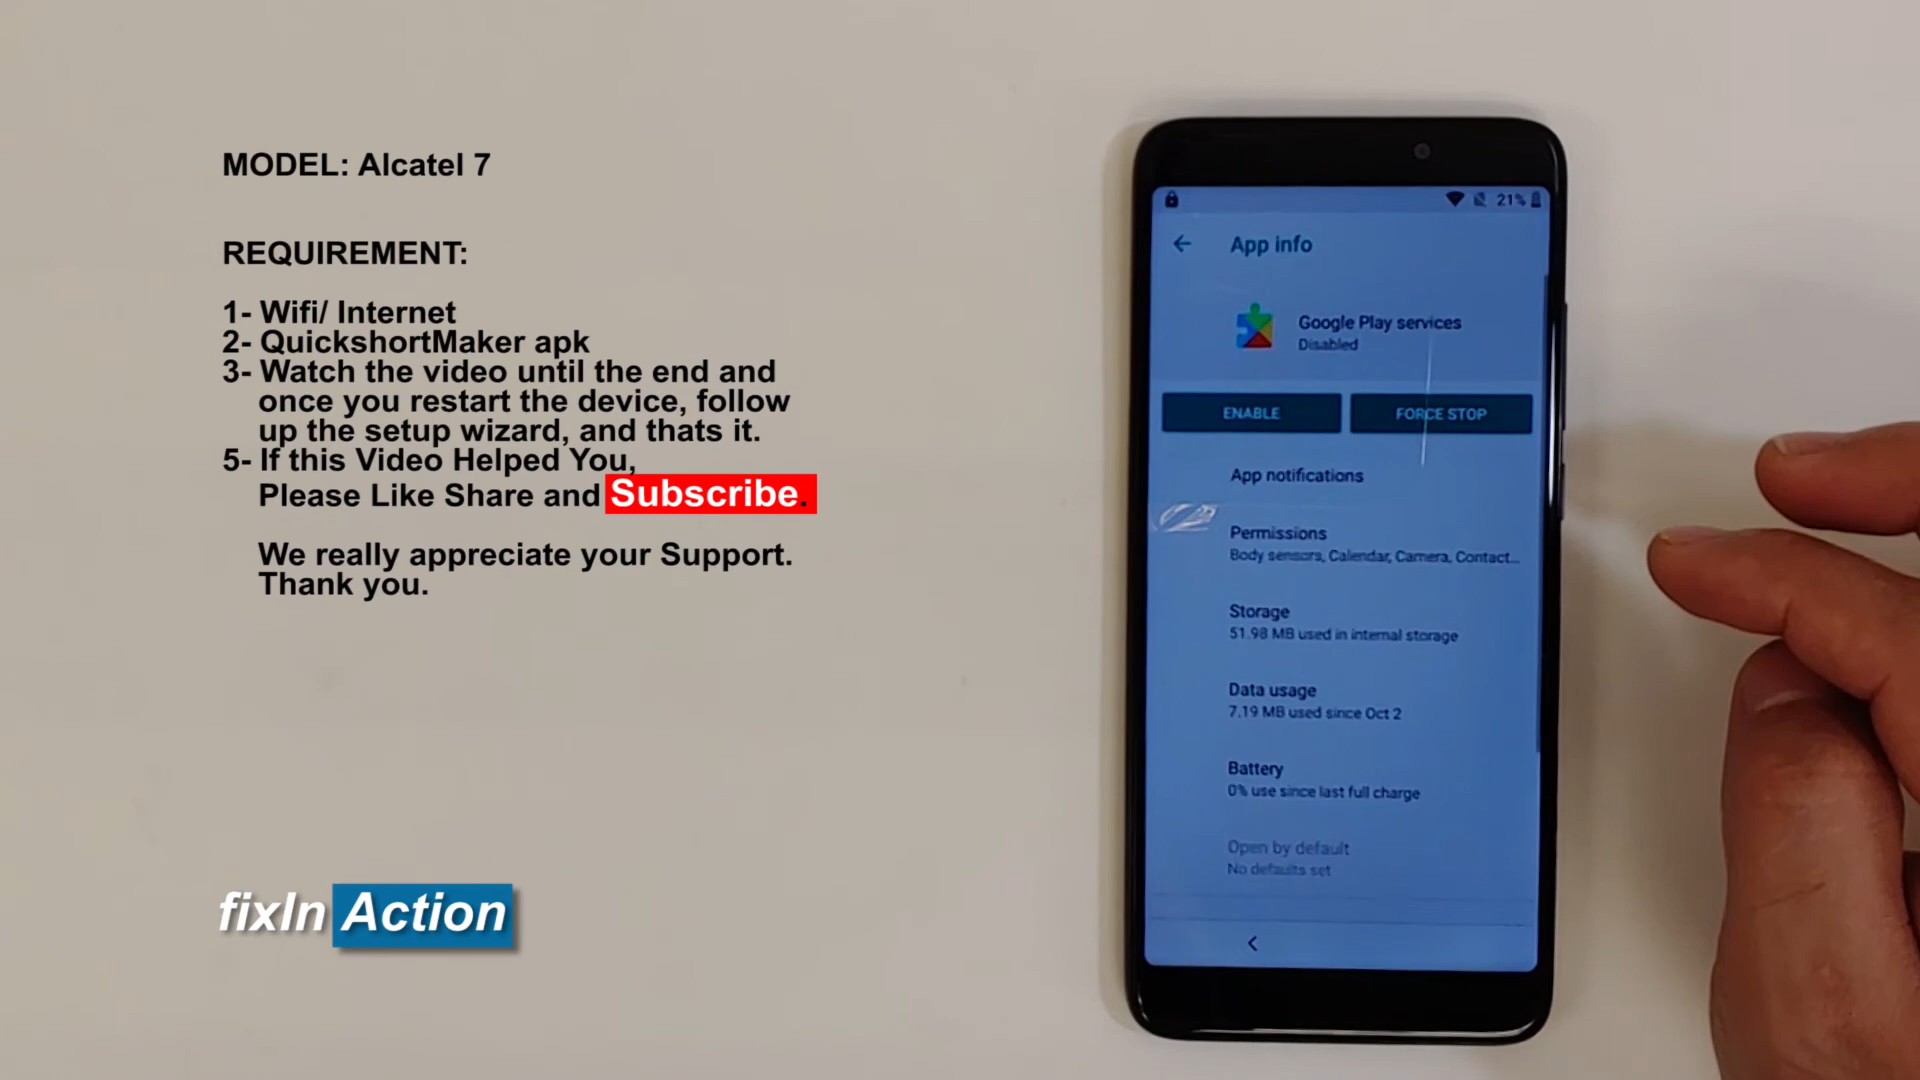 MODEL: Alcatel 7
REQUIREMENT:
1- Wifi/ Internet
2- QuickshortMaker apk
3- Watch the video until the end and
once you restart the device, follow
up the setup wizard, and thats it.
5- If this Video Helped You,
Please Like Share and Subscribe.
We really appreciate your Support.
Thank you.
fixIn Action
21%
App info
Google Play services
Disabled
ENABLE
FORCE STOP
App notifications
Permissions
Body sensors, Calendar, Camera, Contact...
Storage
51.98 MB used in internal storage
Data usage
7.19 MB used since Oct 2
Battery
0% use since last full charge
Open by default
No defaults set